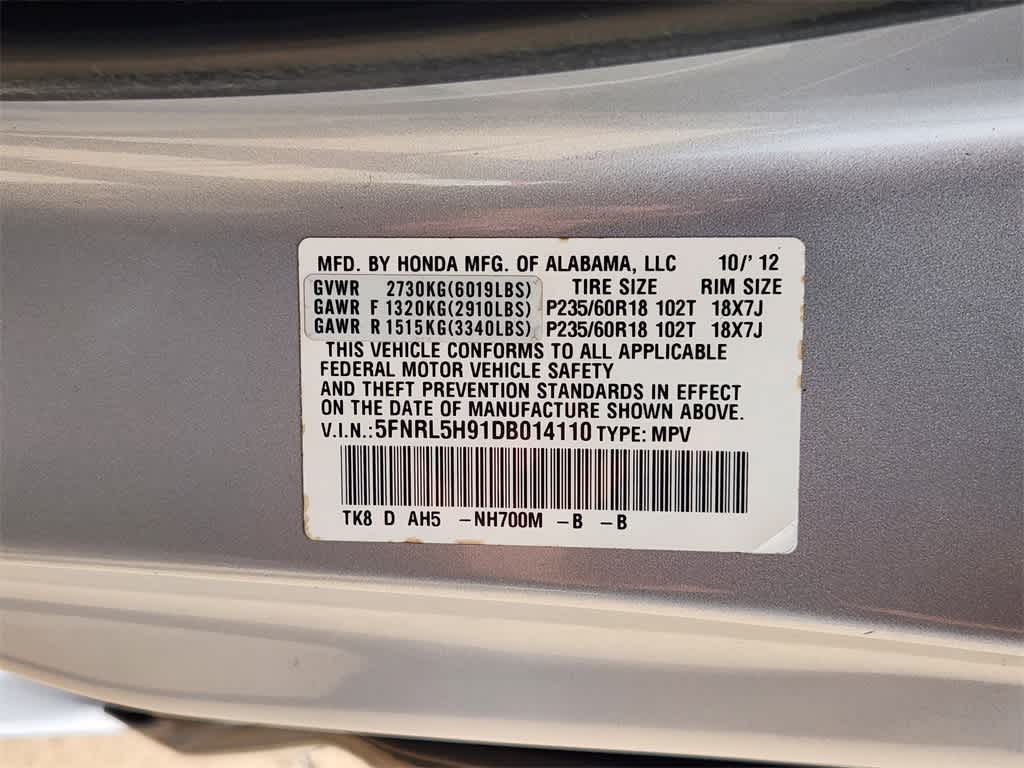 MFD. BY HONDA MFG. OF ALABAMA, LLC 10/'12
GVWR 2730KG(6019LBS) TIRE SIZE RIM SIZE
GAWR F 1320KG(2910LBS) P235/60R18 102T 18X7J
GAWR R 1515KG(3340LBS) P235/60R18 102T 18X7J
THIS VEHICLE CONFORMS TO ALL APPLICABLE
FEDERAL MOTOR VEHICLE SAFETY
AND THEFT PREVENTION STANDARDS IN EFFECT
ON THE DATE OF MANUFACTURE SHOWN ABOVE.
V.I.N.:5FNRL5H91DB014110 TYPE: MPV
TK8 D AH5 -NH700M -B -B